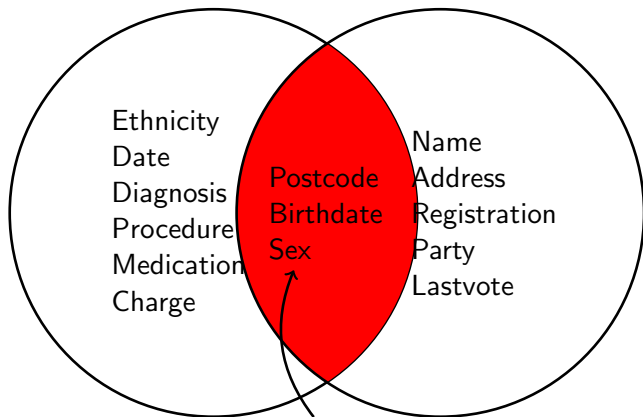 Ethnicity
Date
Diagnosis
Procedure
Medication
Charge
Postcode
Birthdate
Sex
Name
Address
Registration
Party
Lastvote